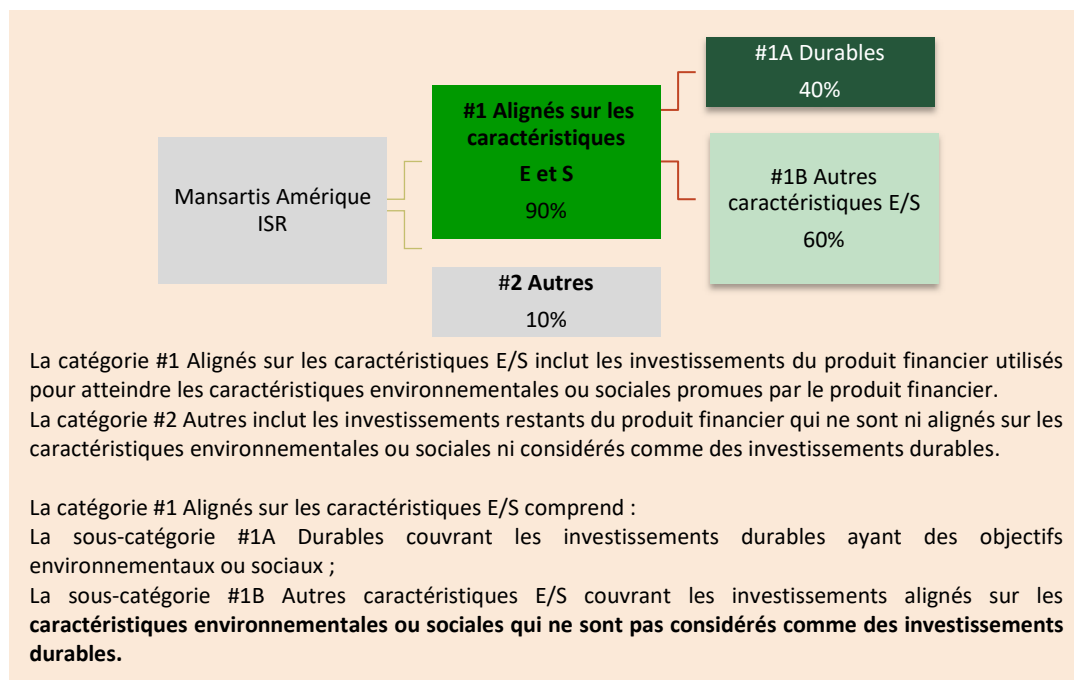 #1A Durables
40%
#1 Alignés sur les
caractéristiques
E et S
90%
Mansartis Amérique
ISR
#1B Autres
caractéristiques E/S
60%
#2 Autres
10%
La catégorie #1 Alignés sur les caractéristiques E/S inclut les investissements du produit financier utilisés
pour atteindre les caractéristiques environnementales ou sociales promues par le produit financier.
La catégorie #2 Autres inclut les investissements restants du produit financier qui ne sont ni alignés sur les
caractéristiques environnementales ou sociales ni considérés comme des investissements durables.
La catégorie #1 Alignés sur les caractéristiques E/S comprend :
La sous-catégorie #1A Durables couvrant les investissements durables ayant des objectifs
environnementaux ou sociaux ;
La sous-catégorie #1B Autres caractéristiques E/S couvrant les investissements alignés sur les
caractéristiques environnementales ou sociales qui ne sont pas considérés comme des investissements
durables.